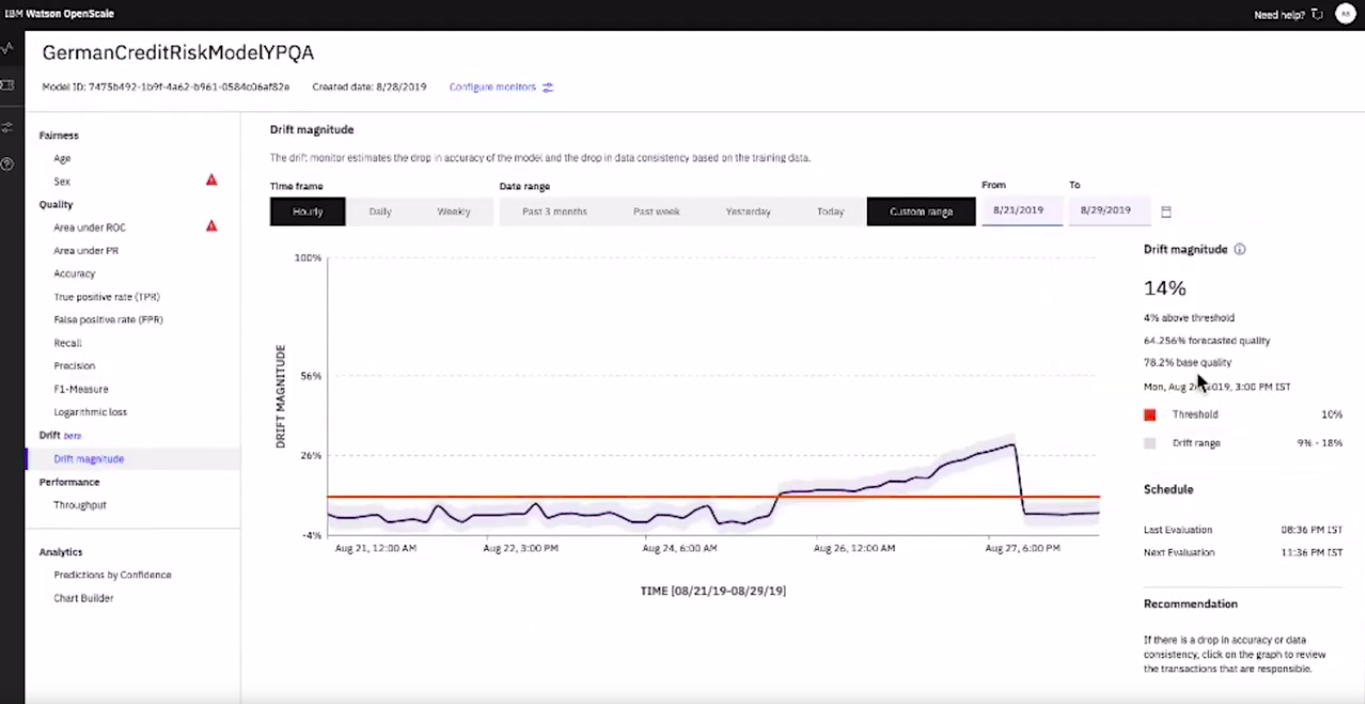 IBM Watson OpenScale
Need help?
GermanCreditRiskModelYPQA
Model ID: 7475b492-1b9f-4a62-b961-0584c06af82e Created date: 8/28/2019 Configure monitors
Fairness
Age
Sex
Quality
Area under ROC
Area under PR
Accuracy
True positive rate (TPR)
False positive rate (FPR)
Recall
Precision
F1-Measure
Logarithmic loss
Drift beta
Drift magnitude
Performance
Throughput
Analytics
Predictions by Confidence
Chart Builder
Drift magnitude
The drift monitor estimates the drop in accuracy of the model and the drop in data consistency based on the training data.
Time frame Date range From To
Hourly Daily Weekly Past 3 months Past week Yesterday Today Custom range 8/21/2019 8/29/2019
100%
56%
26%
-4%
DRIFT MAGNITUDE
Aug 21, 12:00 AM Aug 22, 3:00 PM Aug 24, 6:00 AM Aug 26, 12:00 AM Aug 27, 6:00 PM
TIME [08/21/19-08/29/19]
Drift magnitude
14%
4% above threshold
64.256% forecasted quality
78.2% base quality
Mon, Aug 019, 3:00 PM IST
Threshold 10%
Drift range 9% - 18%
Schedule
Last Evaluation 08:36 PM IST
Next Evaluation 11:36 PM IST
Recommendation
If there is a drop in accuracy or data
consistency, click on the graph to review
the transactions that are responsible.